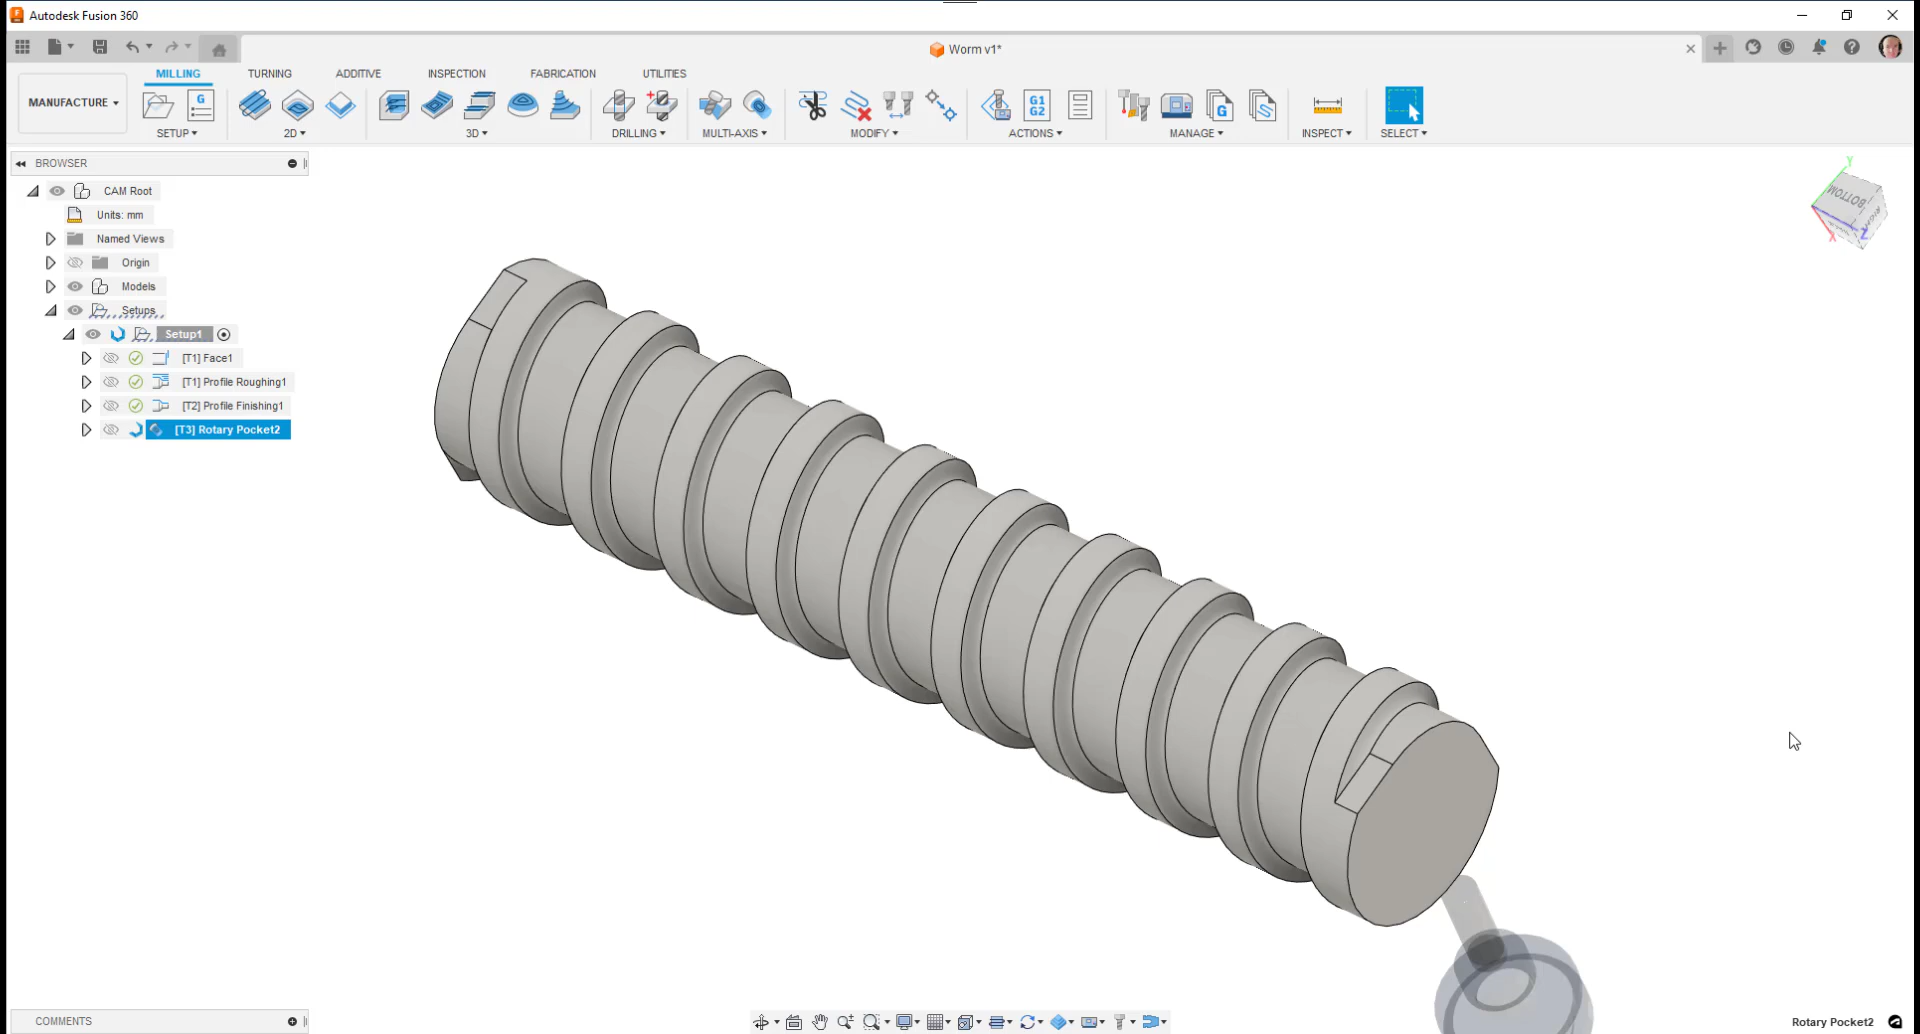 Autodesk Fusion 360
Worm v1*
MILLING TURNING ADDITIVE INSPECTION FABRICATION UTILITIES
MANUFACTURE
G G1 G2 G
SETUP 2D 3D DRILLING MULTI-AXIS MODIFY ACTIONS MANAGE INSPECT SELECT
BROWSER
CAM Root
Units: mm
Named Views
Origin
Models
Setups
Setup1
[T1] Face1
[T1] Profile Roughing1
[T2] Profile Finishing1
[T3] Rotary Pocket2
Y
BOTTOM
X
Z
COMMENTS
Rotary Pocket2